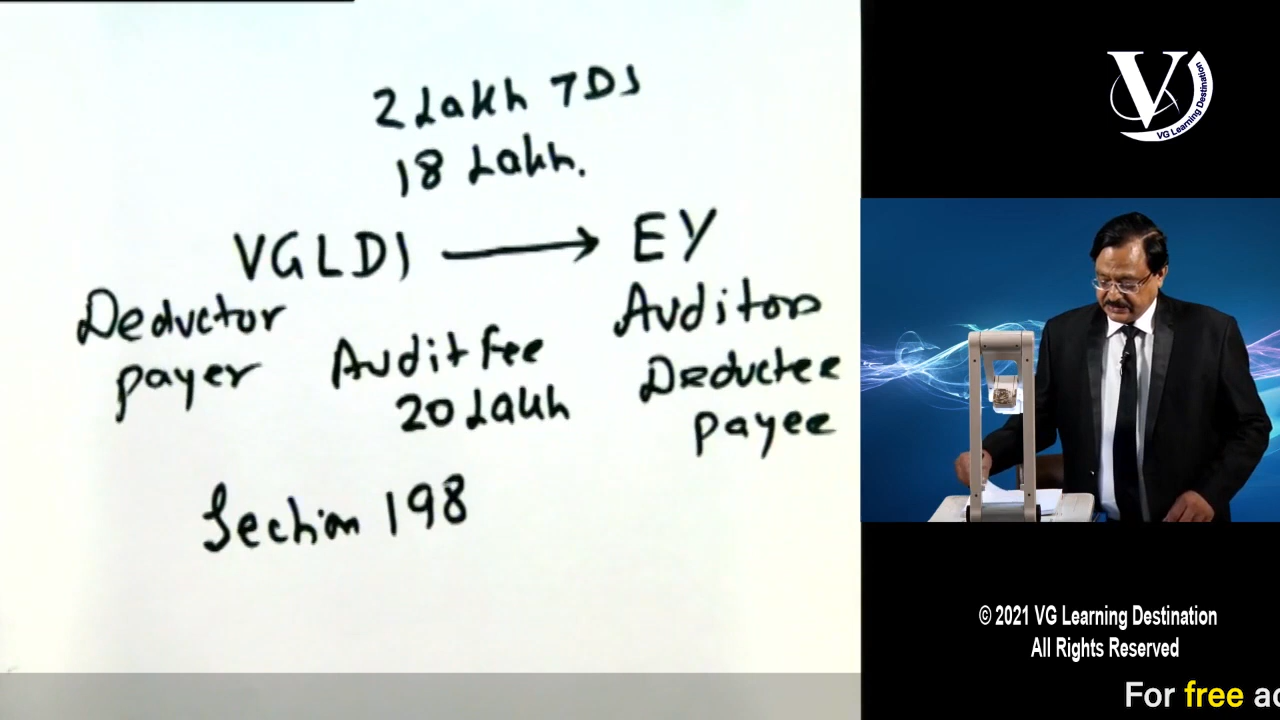 2 Lakh TDS
18 Lakh.
VGLDI → EY
Deductor
payer
Audit Fee
20 Lakh
Auditor
Deductee
payee
Section 198
V
VG Learning Destination
© 2021 VG Learning Destination
All Rights Reserved
For free ad